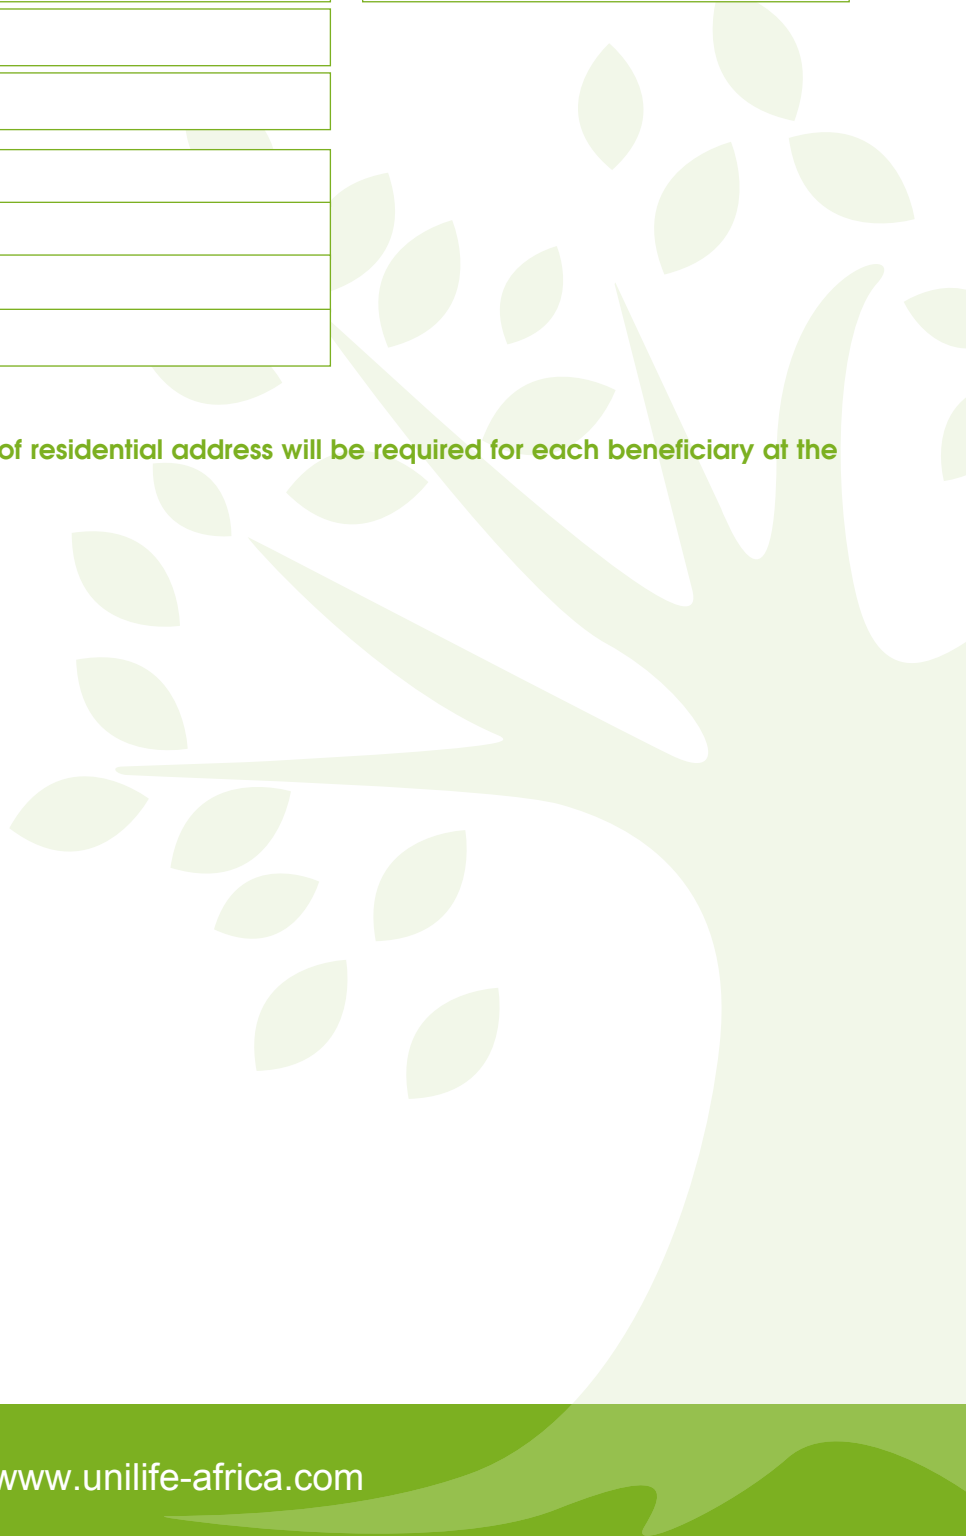 of residential address will be required for each beneficiary at the
www.unilife-africa.com